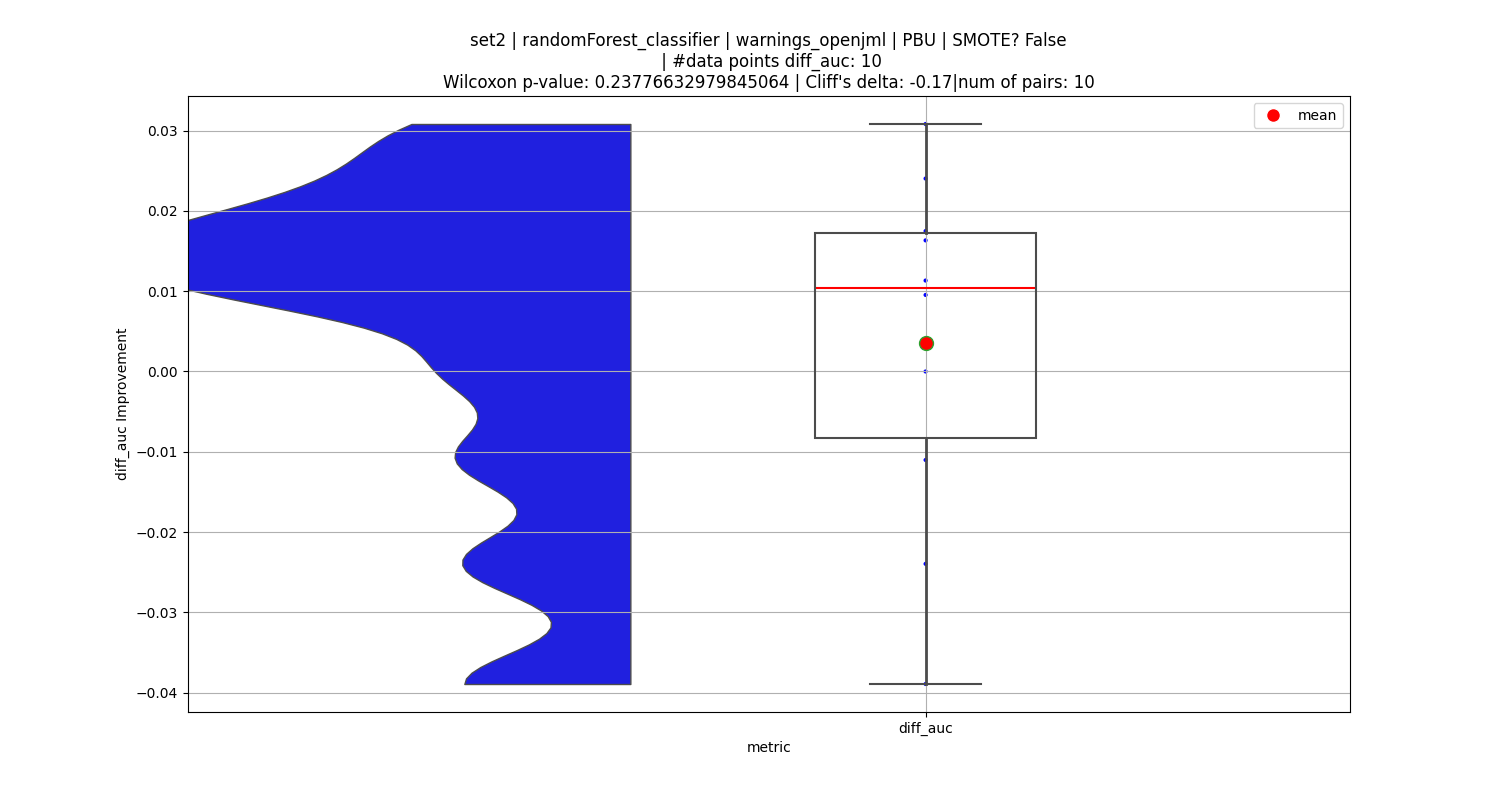 set2 | randomForest_classifier | warnings_openjml | PBU | SMOTE? False
| #data points diff_auc: 10
Wilcoxon p-value: 0.23776632979845064 | Cliff's delta: -0.17|num of pairs: 10
mean
0.03
0.02
0.01
0.00
−0.01
−0.02
−0.03
−0.04
diff_auc Improvement
diff_auc
metric